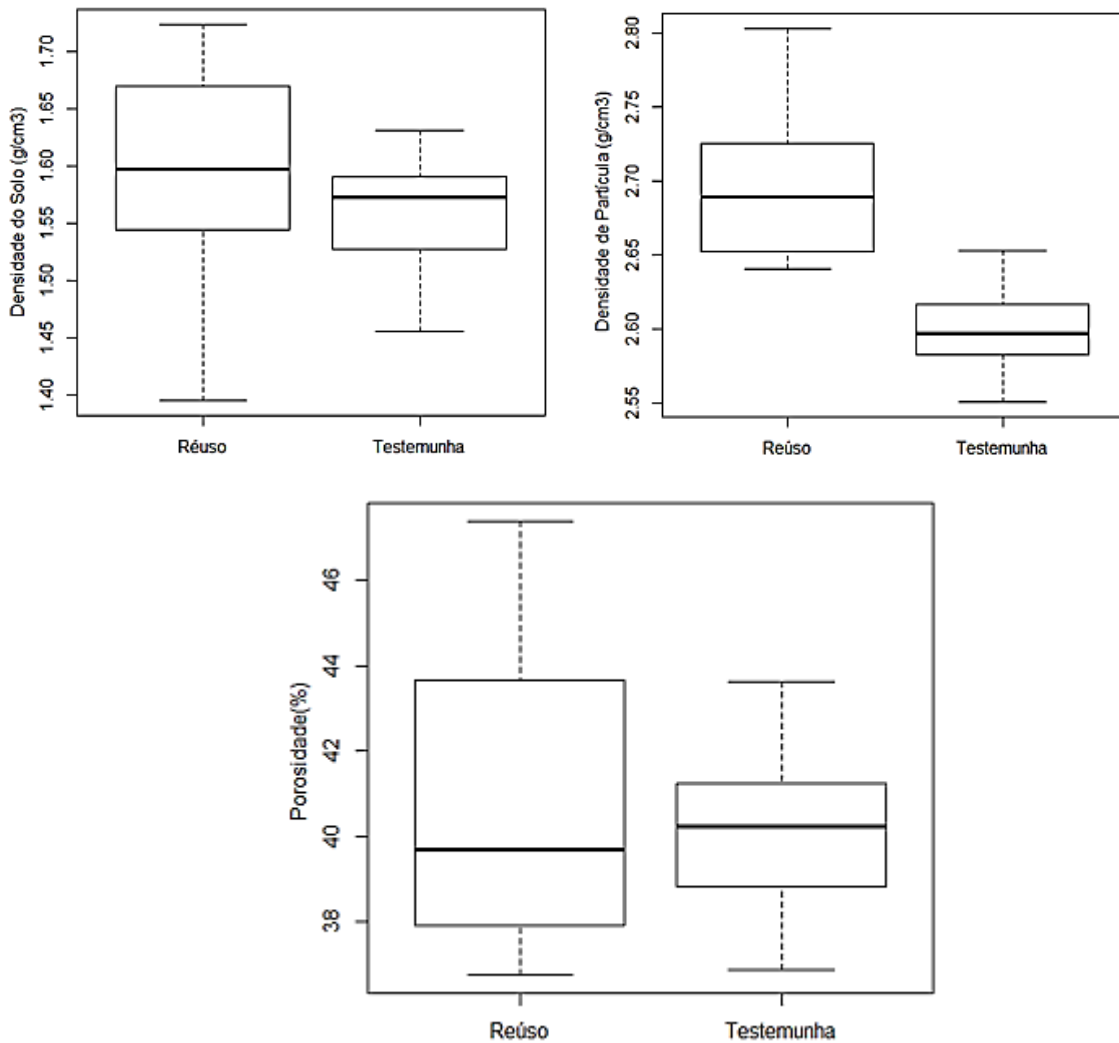 Densidade do Solo (g/cm3)
1.70
1.65
1.60
1.55
1.50
1.45
1.40
Réuso
Testemunha
Densidade de Partícula (g/cm3)
2.80
2.75
2.70
2.65
2.60
2.55
Reúso
Testemunha
Porosidade(%)
46
44
42
40
38
Reúso
Testemunha